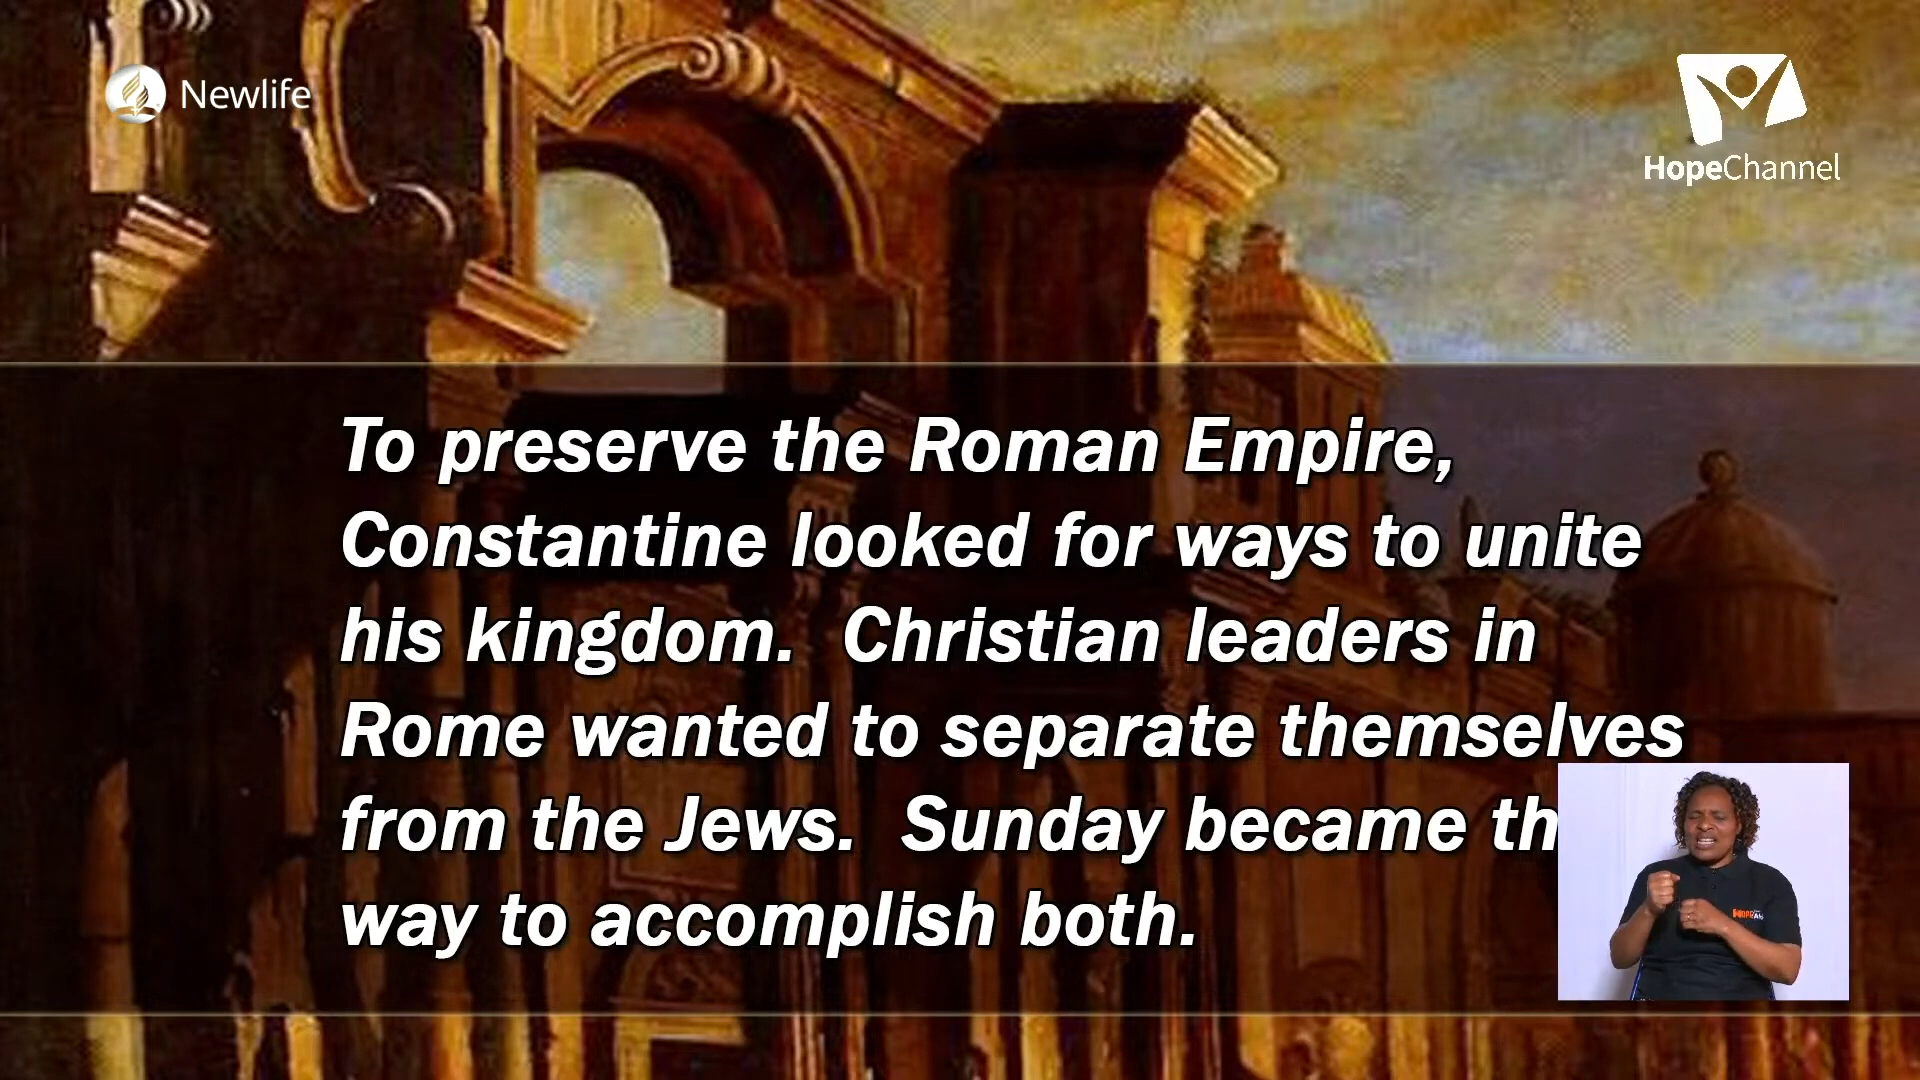 Newlife
HopeChannel
To preserve the Roman Empire,
Constantine looked for ways to unite
his kingdom. Christian leaders in
Rome wanted to separate themselves
from the Jews. Sunday became th
way to accomplish both.